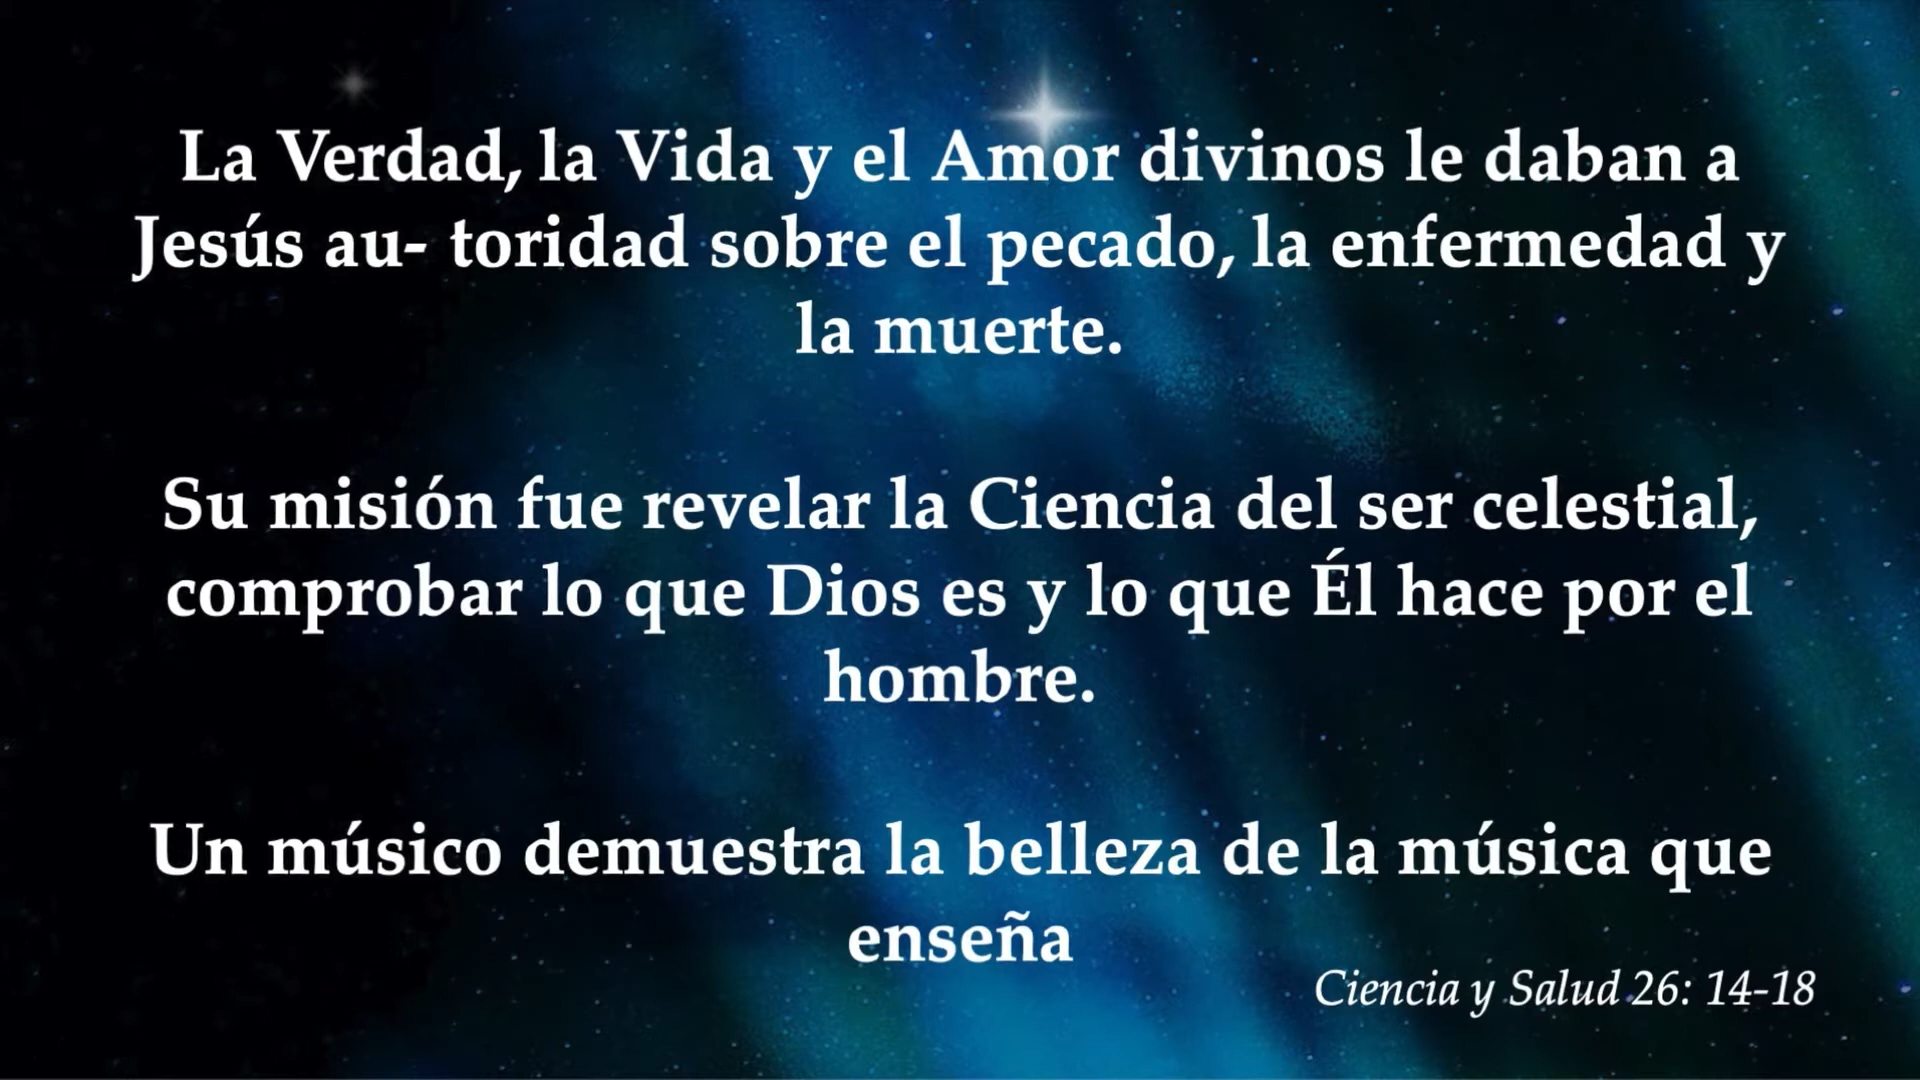 La Verdad, la Vida y el Amor divinos le daban a
Jesús au- toridad sobre el pecado, la enfermedad y
la muerte.
Su misión fue revelar la Ciencia del ser celestial,
comprobar lo que Dios es y lo que Él hace por el
hombre.
Un músico demuestra la belleza de la música que
enseña
Ciencia y Salud 26: 14-18